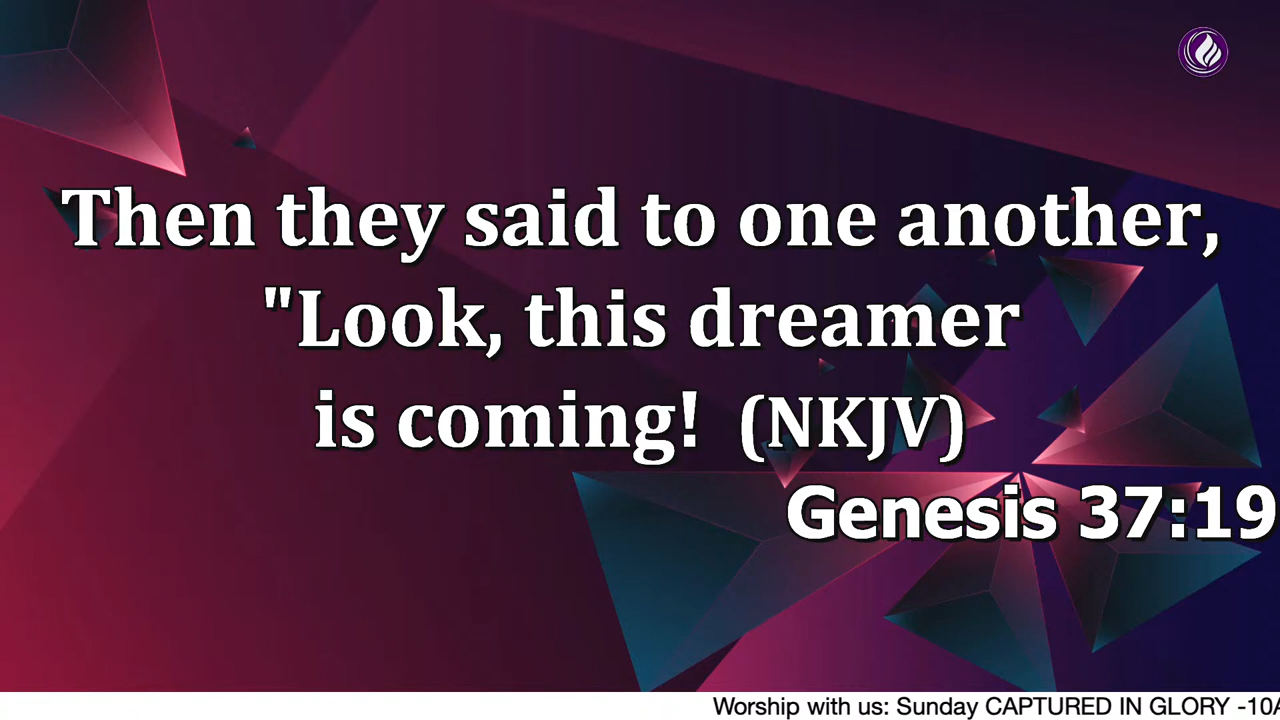 Then they said to one another,
"Look, this dreamer
is coming! (NKJV)
Genesis 37:19
Worship with us: Sunday CAPTURED IN GLORY -10A